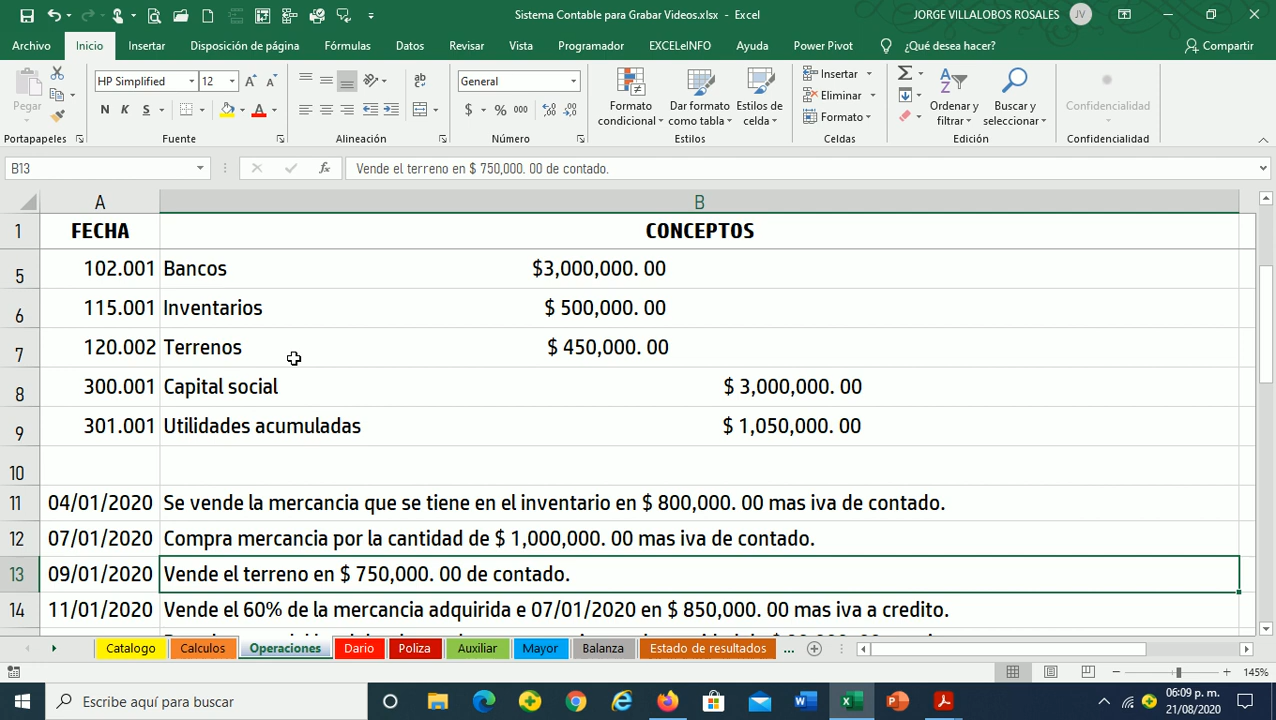 Sistema Contable para Grabar Videos.xlsx - Excel
JORGE VILLALOBOS ROSALES JV
Archivo Inicio Insertar Disposición de página Fórmulas Datos Revisar Vista Programador EXCELeINFO Ayuda Power Pivot ¿Qué desea hacer? Compartir
Pegar
HP Simplified 12
N K S
General
$ % 000
Formato condicional
Dar formato como tabla
Estilos de celda
Insertar
Eliminar
Formato
Ordenar y filtrar
Buscar y seleccionar
Confidencialidad
Portapapeles Fuente Alineación Número Estilos Celdas Edición Confidencialidad
B13 fx Vende el terreno en $ 750,000. 00 de contado.
A B
1 FECHA CONCEPTOS
5 102.001 Bancos $3,000,000. 00
6 115.001 Inventarios $ 500,000. 00
7 120.002 Terrenos $ 450,000. 00
8 300.001 Capital social $ 3,000,000. 00
9 301.001 Utilidades acumuladas $ 1,050,000. 00
10
11 04/01/2020 Se vende la mercancia que se tiene en el inventario en $ 800,000. 00 mas iva de contado.
12 07/01/2020 Compra mercancia por la cantidad de $ 1,000,000. 00 mas iva de contado.
13 09/01/2020 Vende el terreno en $ 750,000. 00 de contado.
14 11/01/2020 Vende el 60% de la mercancia adquirida e 07/01/2020 en $ 850,000. 00 mas iva a credito.
Catalogo Calculos Operaciones Dario Poliza Auxiliar Mayor Balanza Estado de resultados ...
145%
Escribe aquí para buscar
06:09 p. m.
21/08/2020